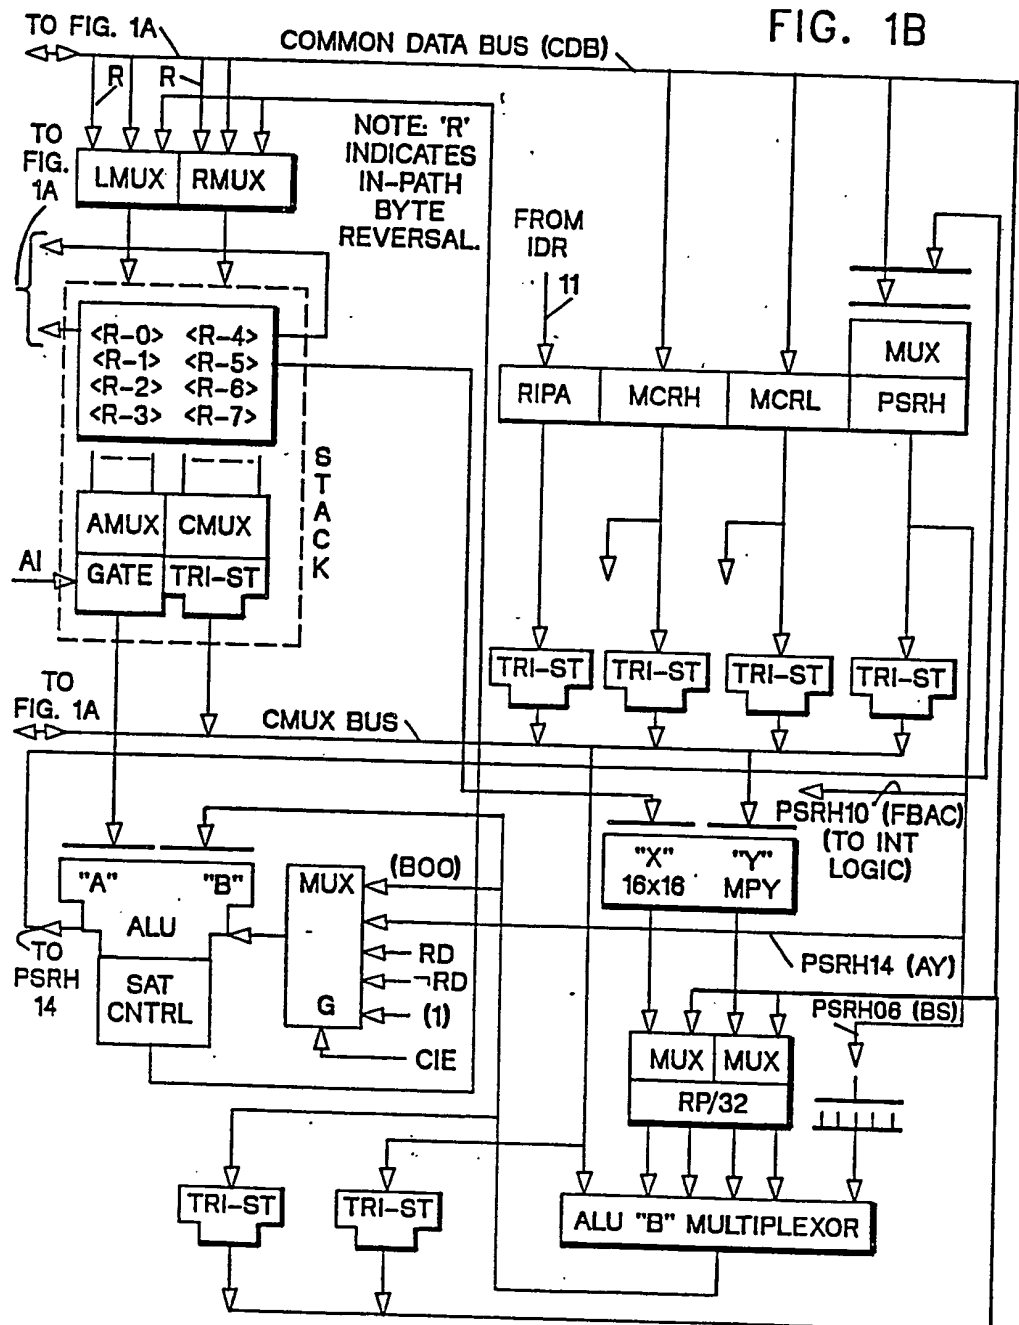 FIG. 1B
TO FIG. 1A
COMMON DATA BUS (CDB)
R
R
TO
FIG.
1A
NOTE: 'R'
INDICATES
IN-PATH
BYTE
REVERSAL.
LMUX
RMUX
FROM
IDR
11
<R-0> <R-4>
<R-1> <R-5>
<R-2> <R-6>
<R-3> <R-7>
MUX
RIPA
MCRH
MCRL
PSRH
STACK
AMUX
CMUX
AI
GATE
TRI-ST
TRI-ST
TRI-ST
TRI-ST
TRI-ST
TO
FIG. 1A
CMUX BUS
PSRH10 (FBAC)
(TO INT
LOGIC)
"A"
"B"
ALU
MUX
(BOO)
"X"
"Y"
16x16
MPY
TO
PSRH
14
SAT
CNTRL
RD
¬RD
G
(1)
CIE
PSRH14 (AY)
PSRH06 (BS)
MUX
MUX
RP/32
TRI-ST
TRI-ST
ALU "B" MULTIPLEXOR